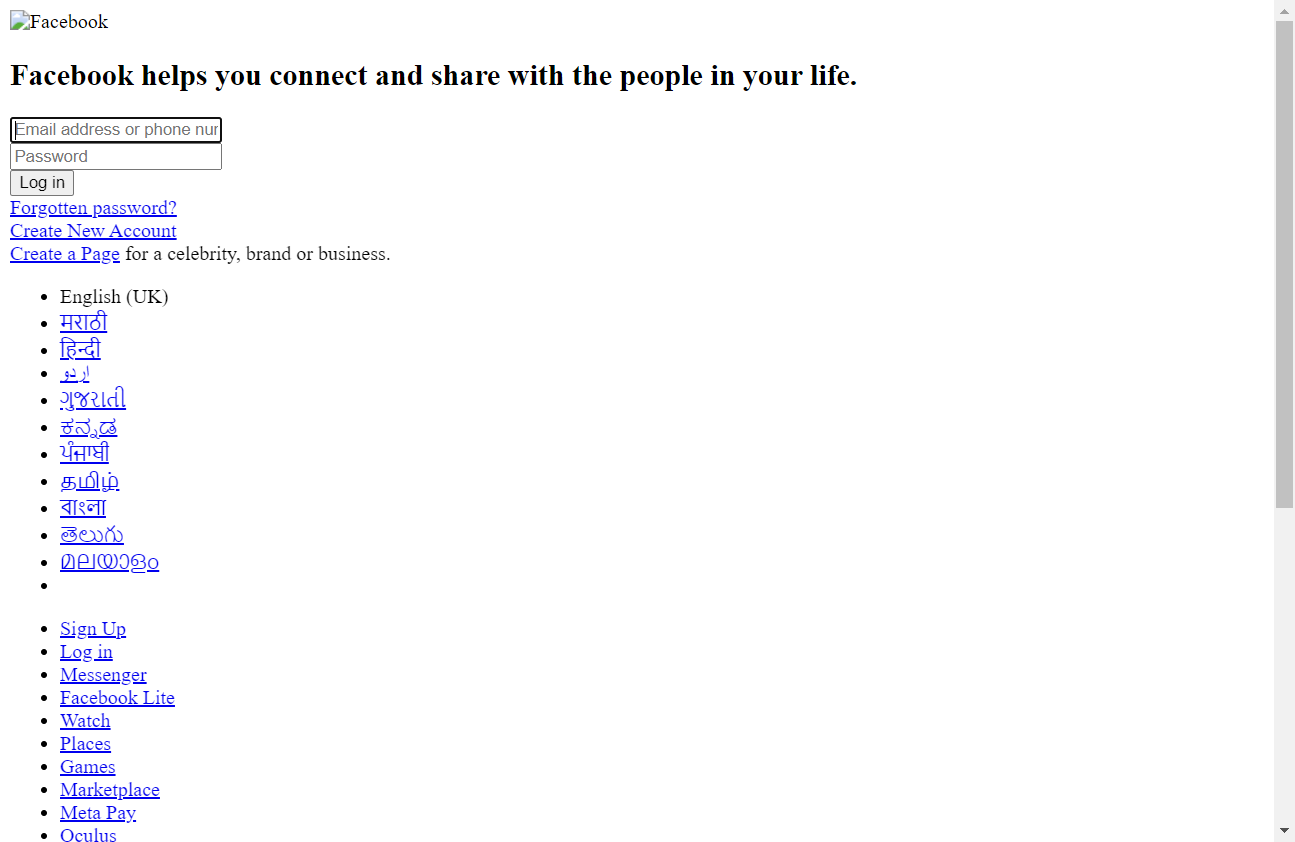 Facebook
Facebook helps you connect and share with the people in your life.
Email address or phone nur
Password
Log in
Forgotten password?
Create New Account
Create a Page for a celebrity, brand or business.
English (UK)
मराठी
हिन्दी
اردو
ગુજરાતી
ಕನ್ನಡ
ਪੰਜਾਬੀ
தமிழ்
বাংলা
తెలుగు
മലയാളം
Sign Up
Log in
Messenger
Facebook Lite
Watch
Places
Games
Marketplace
Meta Pay
Oculus